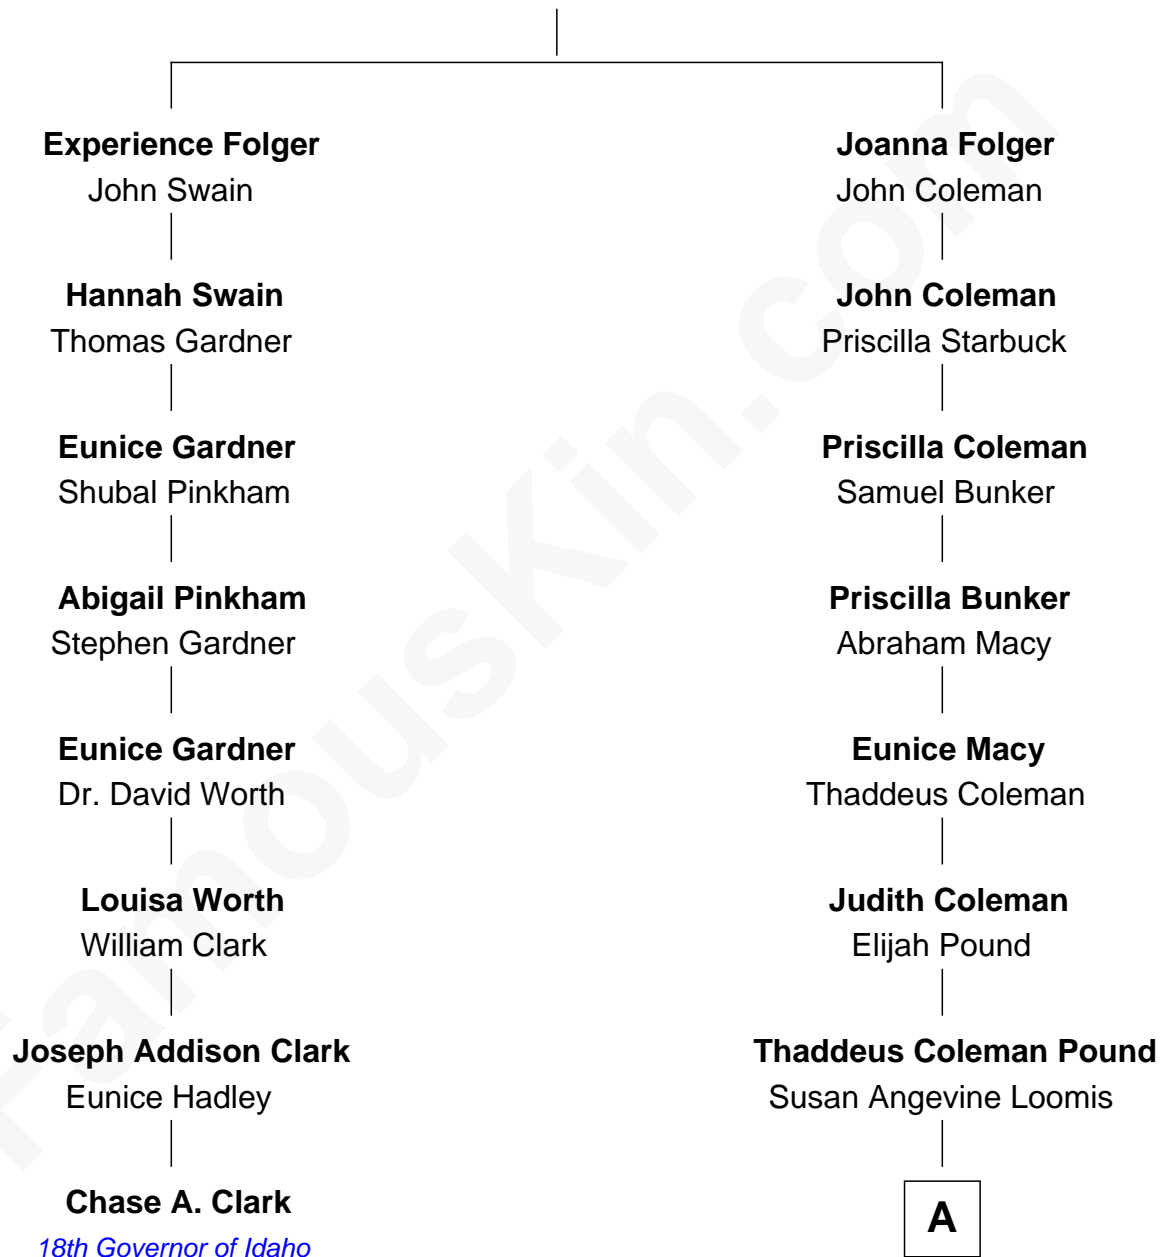 Experience Folger
John Swain
Hannah Swain
Thomas Gardner
Eunice Gardner
Shubal Pinkham
Abigail Pinkham
Stephen Gardner
Eunice Gardner
Dr. David Worth
Louisa Worth
William Clark
Joseph Addison Clark
Eunice Hadley
Chase A. Clark
18th Governor of Idaho
Joanna Folger
John Coleman
John Coleman
Priscilla Starbuck
Priscilla Coleman
Samuel Bunker
Priscilla Bunker
Abraham Macy
Eunice Macy
Thaddeus Coleman
Judith Coleman
Elijah Pound
Thaddeus Coleman Pound
Susan Angevine Loomis
A
FamousKin.com